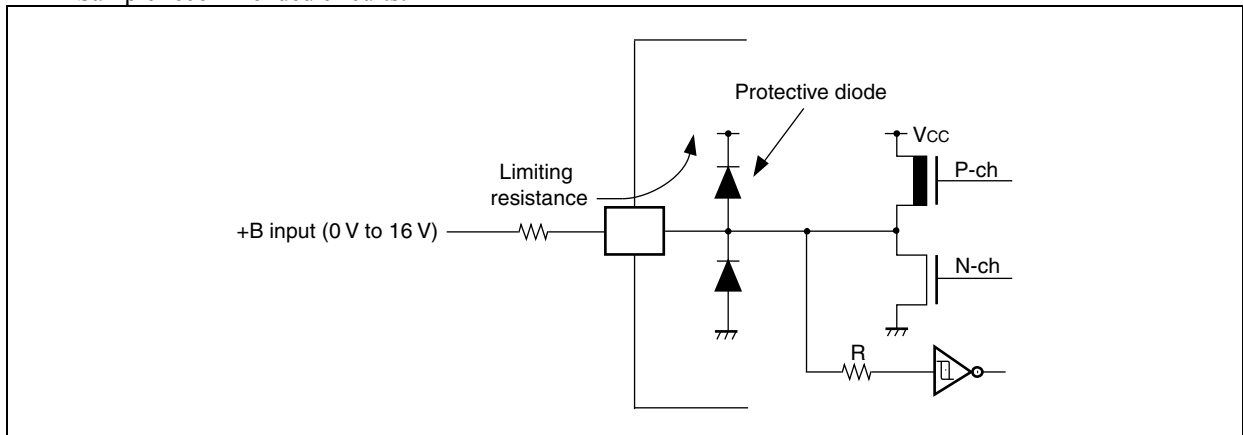 Protective diode
VCC
P-ch
Limiting
resistance
+B input (0 V to 16 V)
N-ch
R